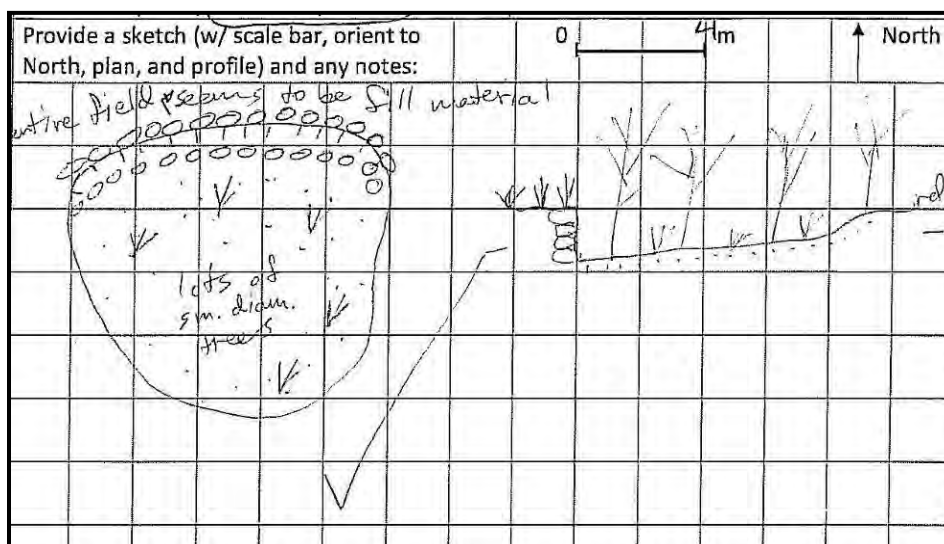 Provide a sketch (w/ scale bar, orient to
North, plan, and profile) and any notes:
0 4m
North
entire field seems to be fill material
lots of
sm. diam.
trees